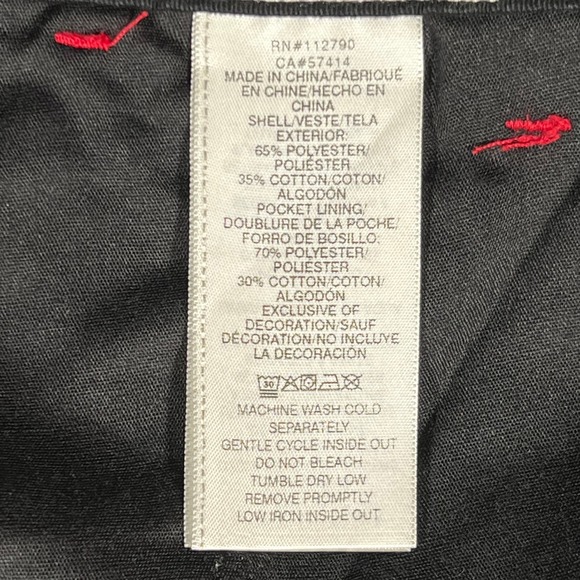 RN#112790
CA#57414
MADE IN CHINA/FABRIQUÉ
EN CHINE/HECHO EN
CHINA
SHELL/VESTE/TELA
EXTERIOR:
65% POLYESTER/
POLIÉSTER
35% COTTON/COTON/
ALGODÓN
POCKET LINING/
DOUBLURE DE LA POCHE/
FORRO DE BOSILLO:
70% POLYESTER/
POLIÉSTER
30% COTTON/COTON/
ALGODÓN
EXCLUSIVE OF
DECORATION/SAUF
DÉCORATION/NO INCLUYE
LA DECORACIÓN
30
MACHINE WASH COLD
SEPARATELY
GENTLE CYCLE INSIDE OUT
DO NOT BLEACH
TUMBLE DRY LOW
REMOVE PROMPTLY
LOW IRON INSIDE OUT